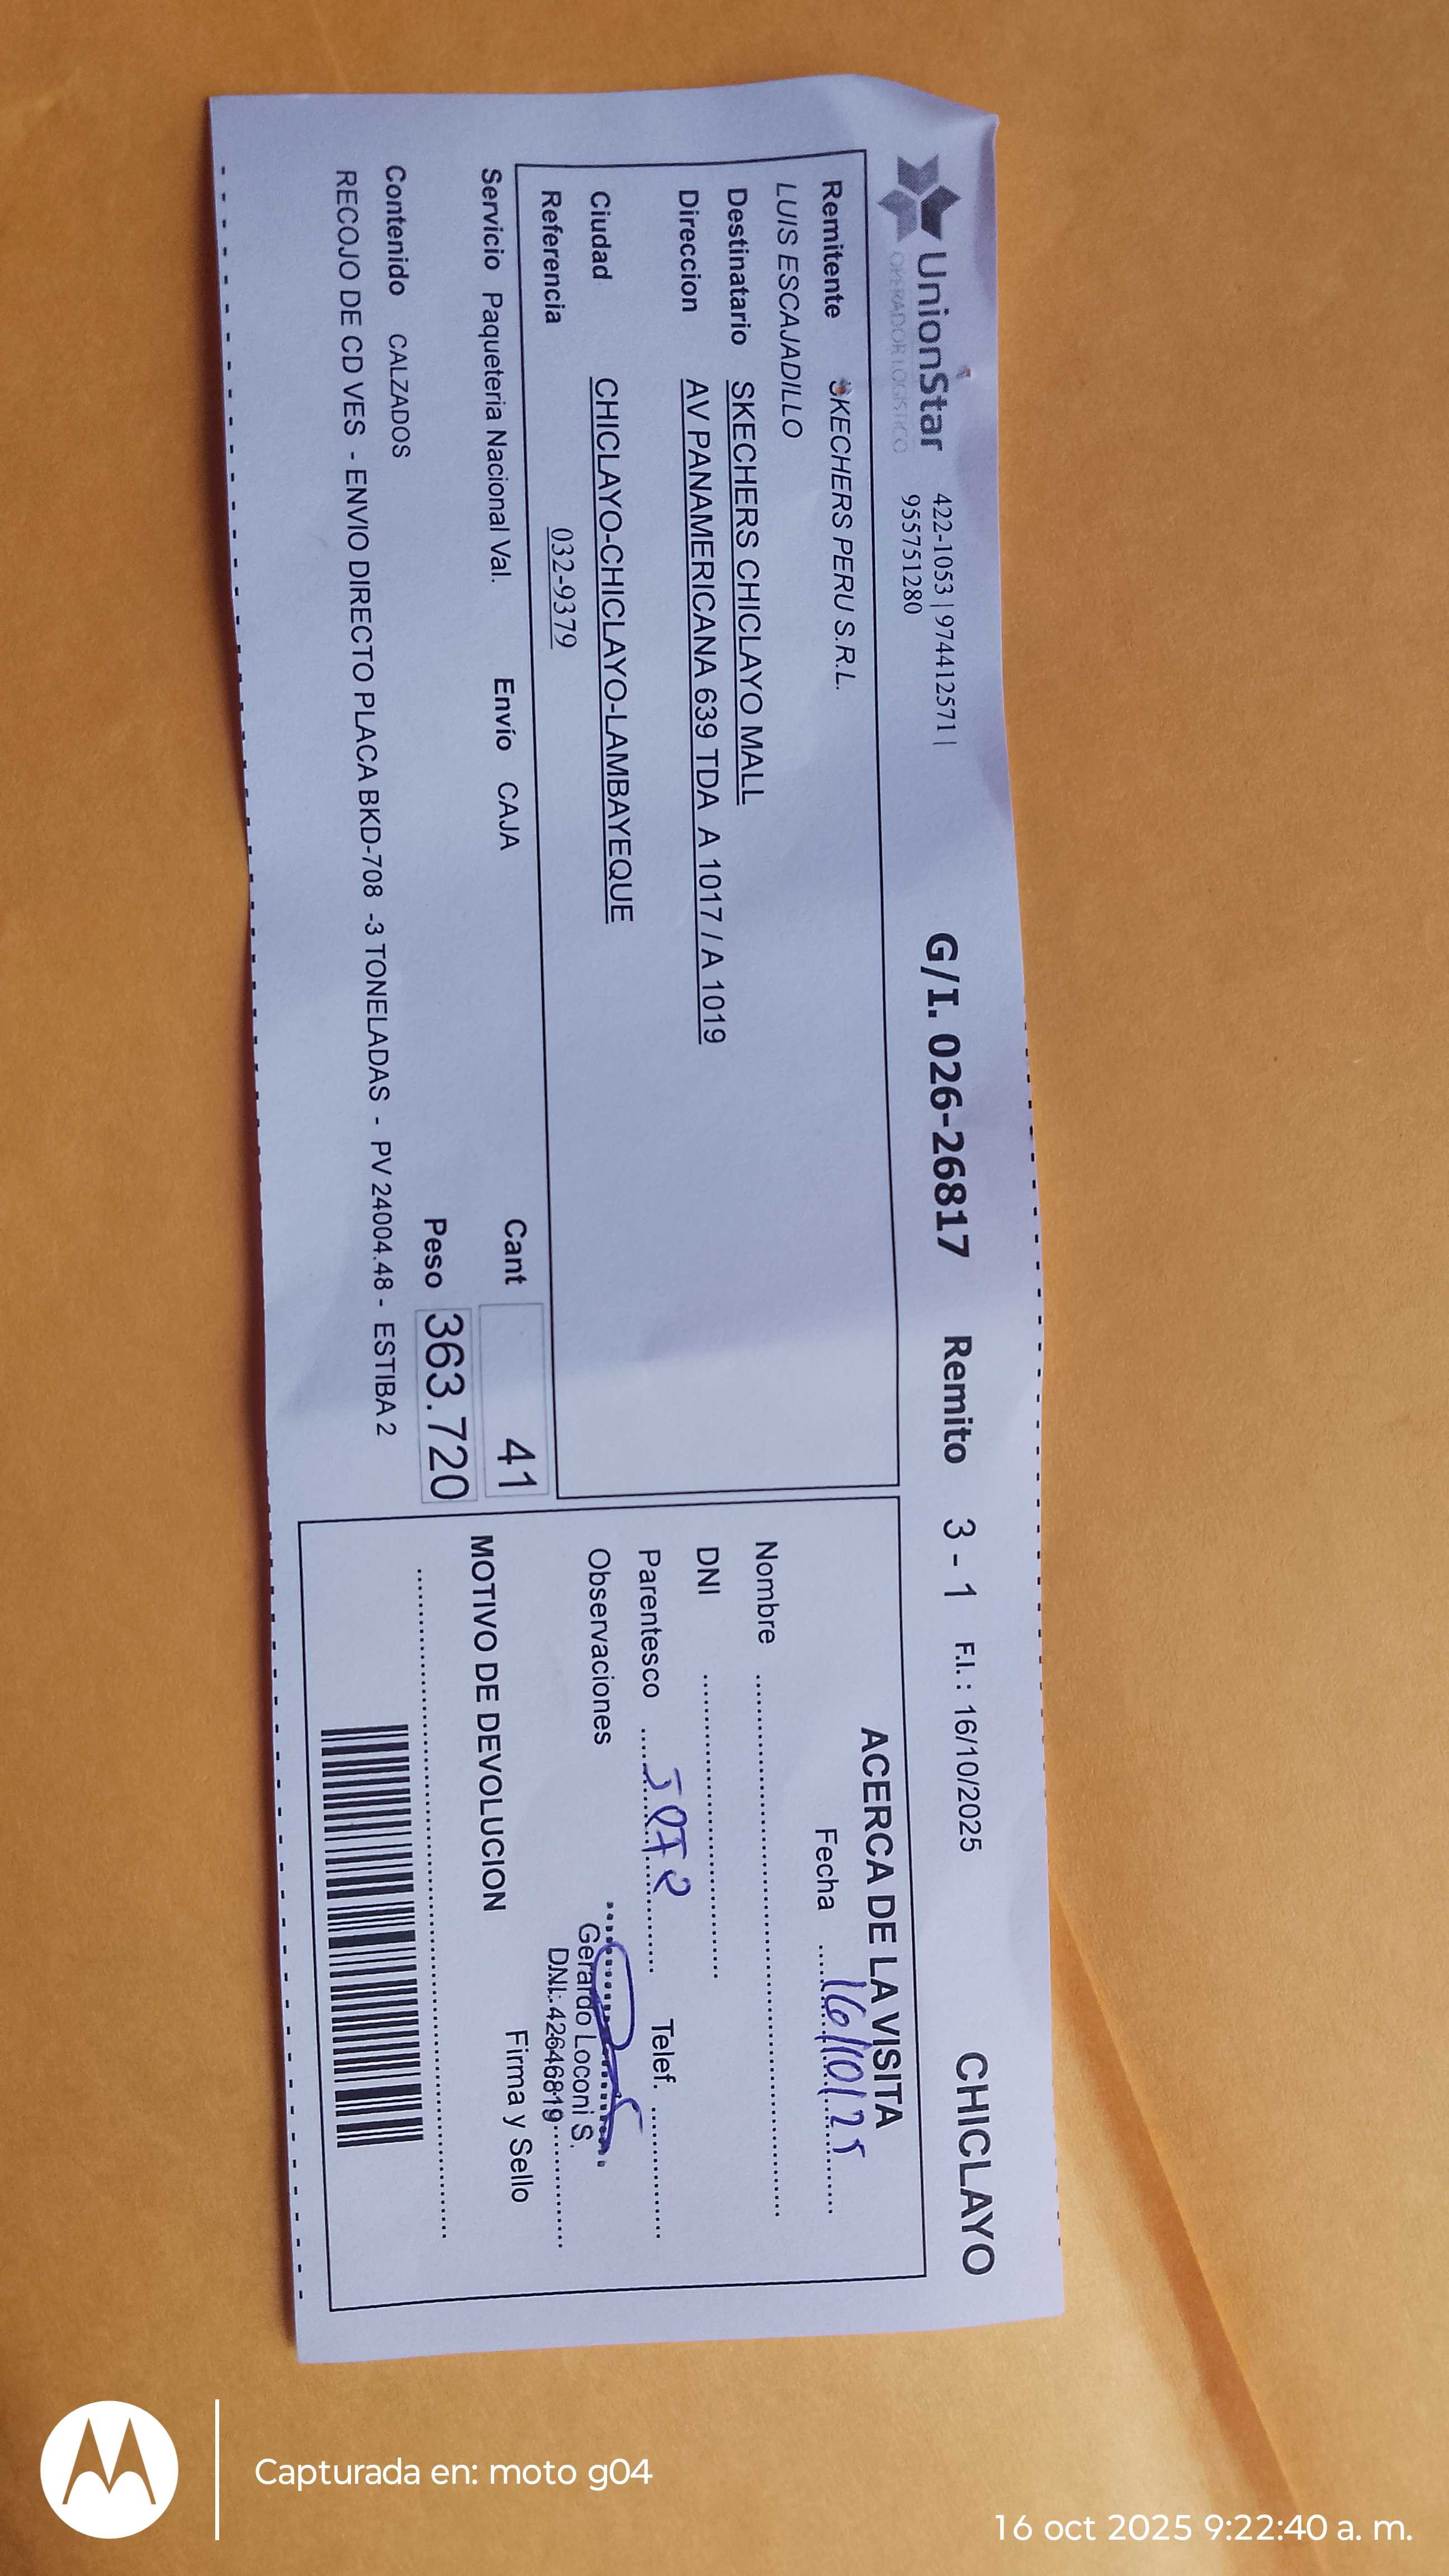 UnionStar
OPERADOR LOGISTICO
422-1053 | 974412571 |
955751280
G/I. 026-26817
Remito 3 - 1
F.I. : 16/10/2025
CHICLAYO
Remitente SKECHERS PERU S.R.L.
LUIS ESCAJADILLO
Destinatario SKECHERS CHICLAYO MALL
Direccion AV PANAMERICANA 639 TDA A 1017 / A 1019
Ciudad CHICLAYO-CHICLAYO-LAMBAYEQUE
Referencia 032-9379
Servicio Paqueteria Nacional Val. Envío CAJA Cant 41
Peso 363.720
Contenido CALZADOS
RECOJO DE CD VES - ENVIO DIRECTO PLACA BKD-708 -3 TONELADAS - PV 24004.48 - ESTIBA 2
ACERCA DE LA VISITA
Fecha 16/10/25
Nombre
DNI
Parentesco Telef.
Observaciones
Gerardo Loconi S.
DNI: 42646819
Firma y Sello
MOTIVO DE DEVOLUCION
Capturada en: moto g04
16 oct 2025 9:22:40 a. m.